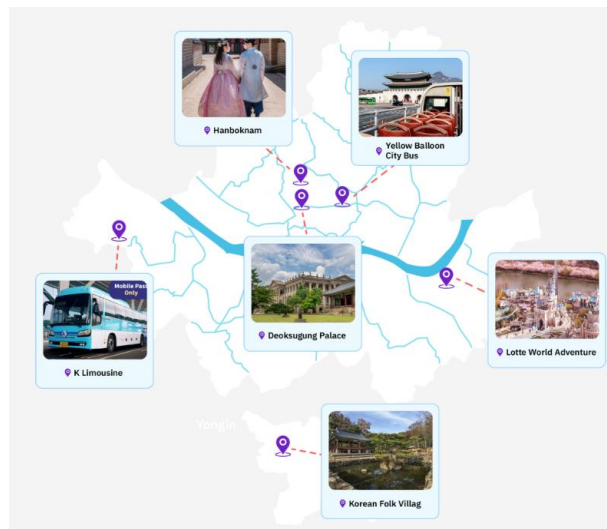 Hanboknam
Yellow Balloon
City Bus
Mobile Pass
Only
Deoksugung Palace
K Limousine
Lotte World Adventure
Yongin
Korean Folk Villag